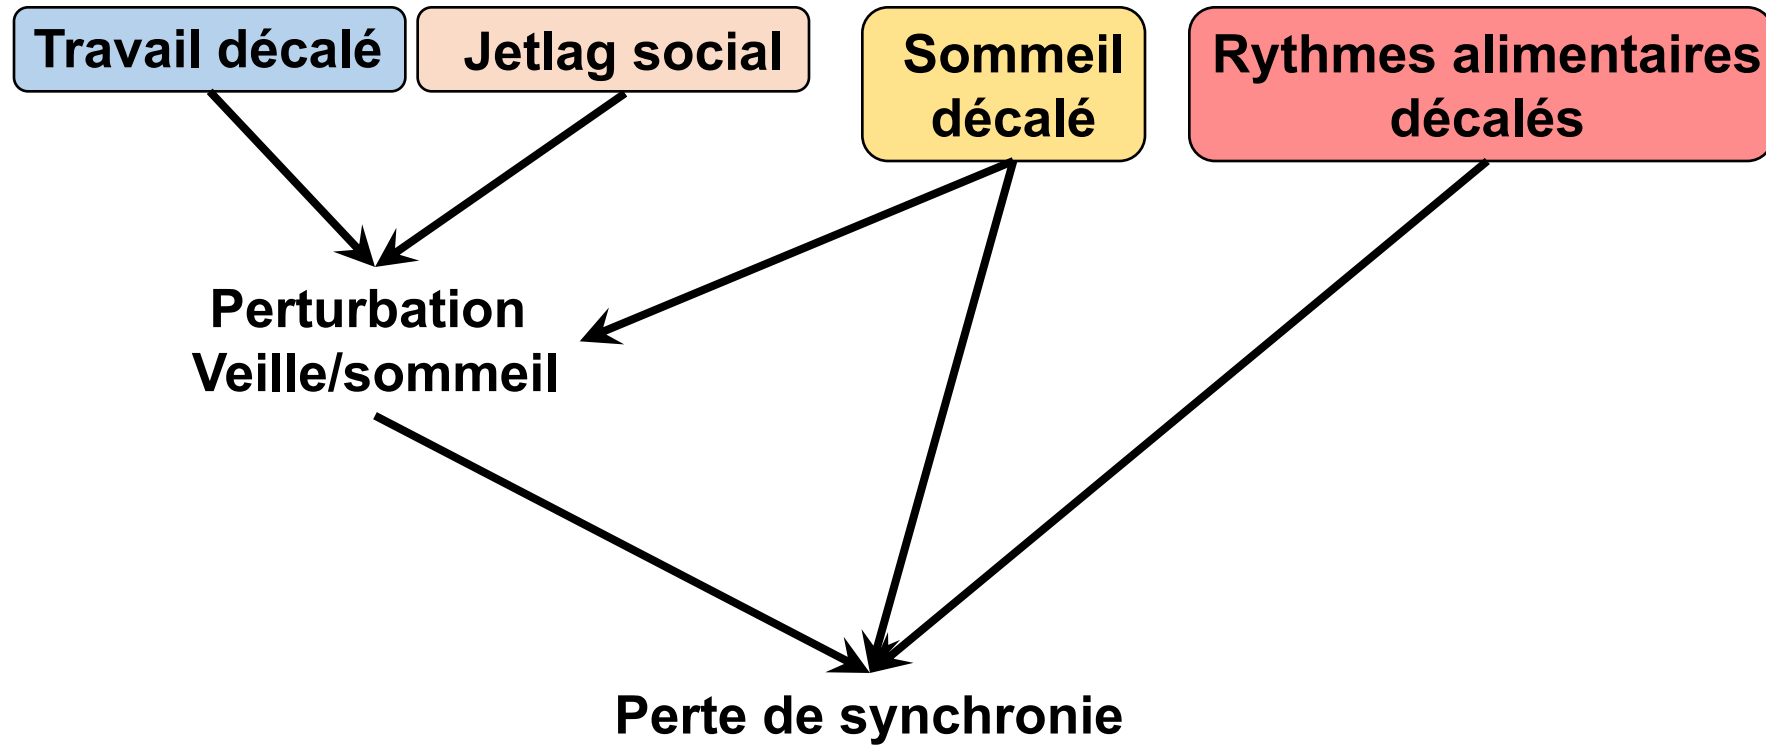 Travail décalé
Jetlag social
Sommeil
décalé
Rythmes alimentaires
décalés
Perturbation
Veille/sommeil
Perte de synchronie